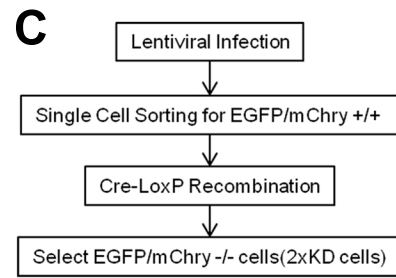 C
Lentiviral Infection
Single Cell Sorting for EGFP/mChry +/+
Cre-LoxP Recombination
Select EGFP/mChry -/- cells(2xKD cells)